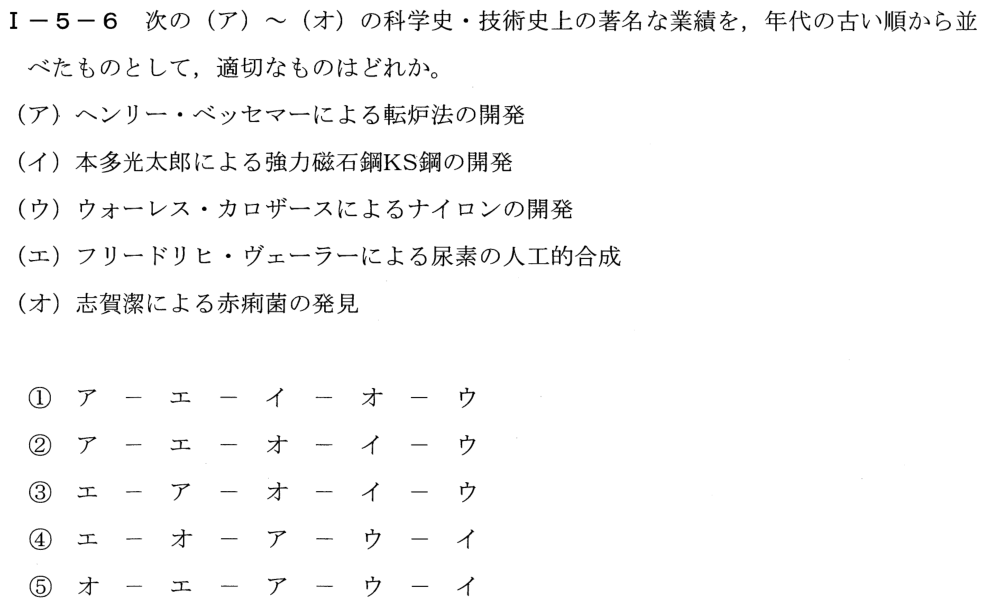 Ⅰ－5－6　次の（ア）～（オ）の科学史・技術史上の著名な業績を，年代の古い順から並
べたものとして，適切なものはどれか。
（ア）ヘンリー・ベッセマーによる転炉法の開発
（イ）本多光太郎による強力磁石鋼KS鋼の開発
（ウ）ウォーレス・カロザースによるナイロンの開発
（エ）フリードリヒ・ヴェーラーによる尿素の人工的合成
（オ）志賀潔による赤痢菌の発見
①　ア　－　エ　－　イ　－　オ　－　ウ
②　ア　－　エ　－　オ　－　イ　－　ウ
③　エ　－　ア　－　オ　－　イ　－　ウ
④　エ　－　オ　－　ア　－　ウ　－　イ
⑤　オ　－　エ　－　ア　－　ウ　－　イ